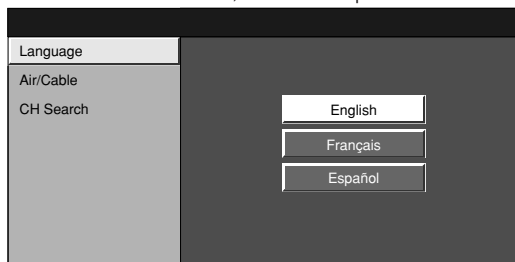 Language
Air/Cable
CH Search
English
Français
Español